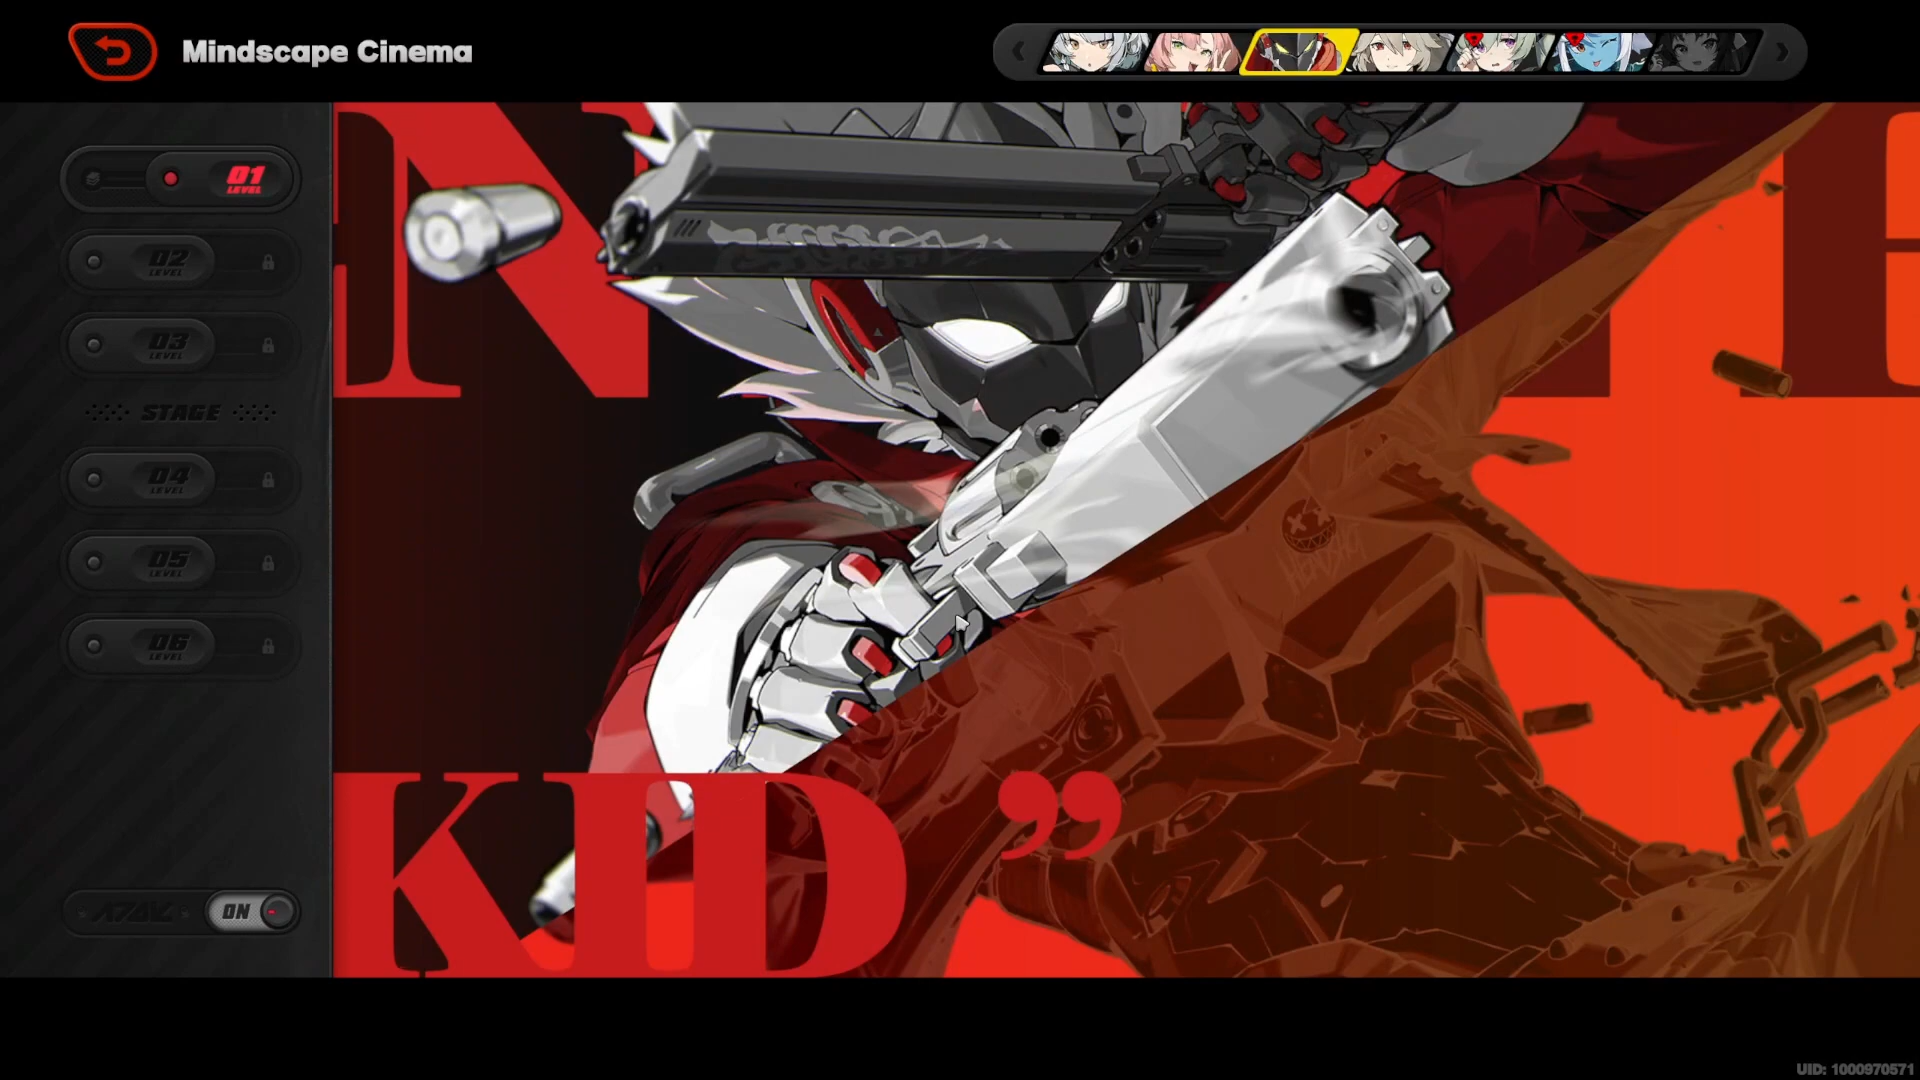 Mindscape Cinema
01
LEVEL
02
LEVEL
03
LEVEL
STAGE
04
LEVEL
05
LEVEL
06
LEVEL
ON
N
KID ”
UID: 1000970571